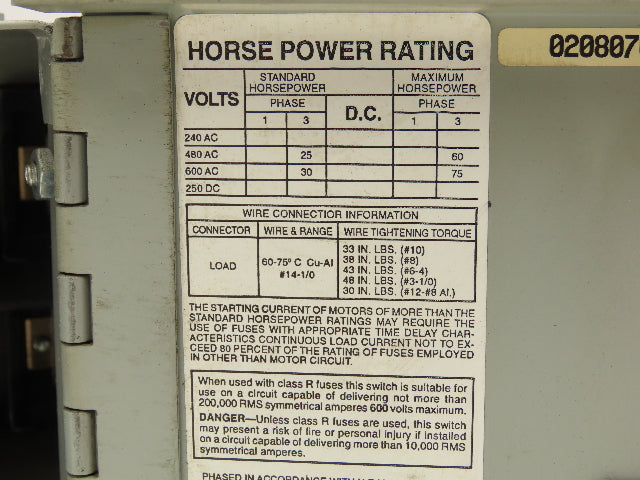 HORSE POWER RATING
020807
VOLTS STANDARD HORSEPOWER D.C. MAXIMUM HORSEPOWER
PHASE PHASE
1 3 1 3
240 AC
480 AC 25 60
600 AC 30 75
250 DC
WIRE CONNECTION INFORMATION
CONNECTOR WIRE & RANGE WIRE TIGHTENING TORQUE
LOAD 60-75º C Cu-Al #14-1/0
33 IN. LBS. (#10)
38 IN. LBS. (#8)
43 IN. LBS. (#6-4)
48 IN. LBS. (#3-1/0)
30 IN. LBS. (#12-#8 Al.)
THE STARTING CURRENT OF MOTORS OF MORE THAN THE
STANDARD HORSEPOWER RATINGS MAY REQUIRE THE
USE OF FUSES WITH APPROPRIATE TIME DELAY CHAR-
ACTERISTICS CONTINUOUS LOAD CURRENT NOT TO EX-
CEED 80 PERCENT OF THE RATING OF FUSES EMPLOYED
IN OTHER THAN MOTOR CIRCUIT.
When used with class R fuses this switch is suitable for
use on a circuit capable of delivering not more than
200,000 RMS symmetrical amperes 600 volts maximum.
DANGER—Unless class R fuses are used, this switch
may present a risk of fire or personal injury if installed
on a circuit capable of delivering more than 10,000 RMS
symmetrical amperes.
PHASED IN ACCORDANCE WITH